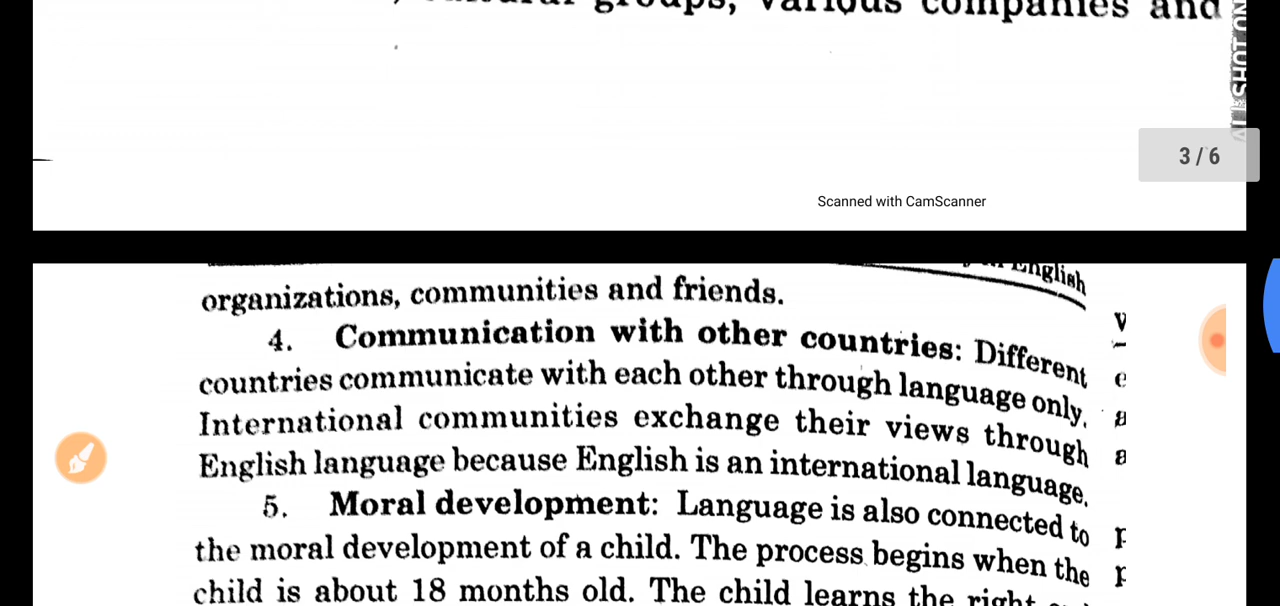 groups, various companies and
ALL SHOT ON
3 / 6
Scanned with CamScanner
English
organizations, communities and friends.
4. Communication with other countries: Different
countries communicate with each other through language only.
International communities exchange their views through
English language because English is an international language.
5. Moral development: Language is also connected to
the moral development of a child. The process begins when the
child is about 18 months old. The child learns the right